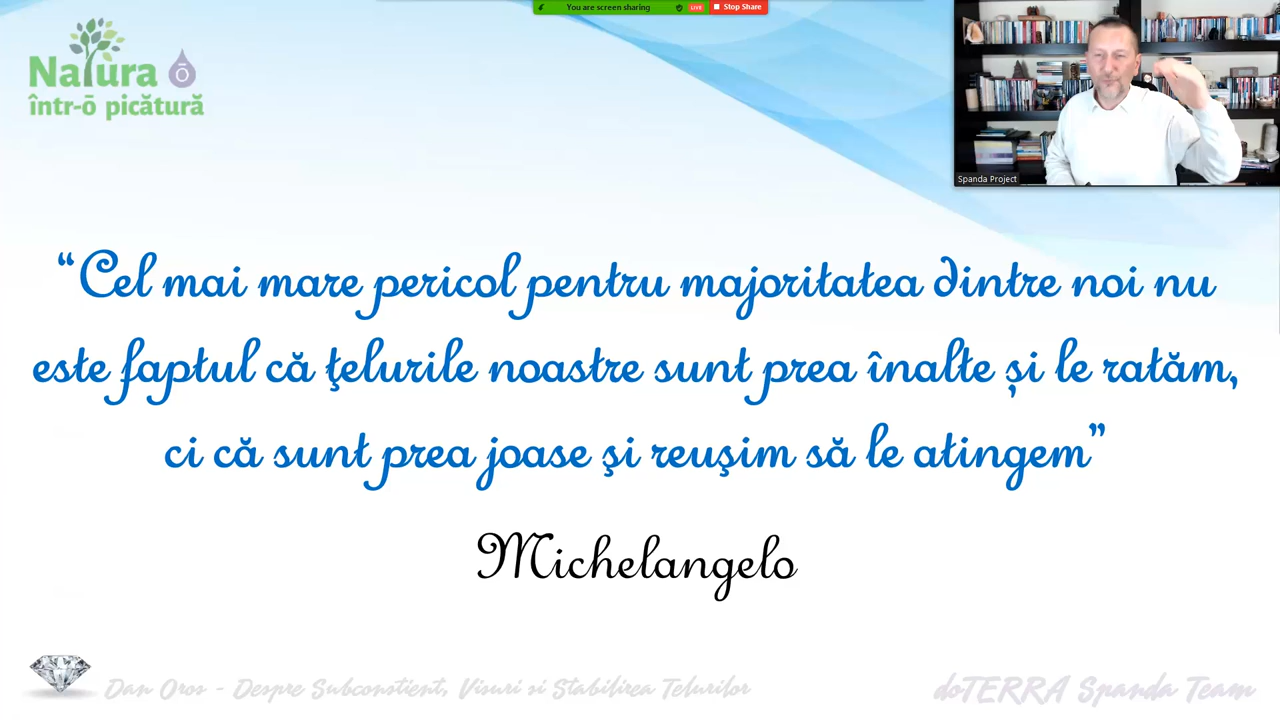 You are screen sharing
LIVE
Stop Share
Natura
într-ō picătură
Spanda Project
“Cel mai mare pericol pentru majoritatea dintre noi nu
este faptul că ţelurile noastre sunt prea înalte și le ratăm,
ci că sunt prea joase şi reuşim să le atingem”
Michelangelo
Dan Oros - Despre Subconstient, Visuri si Stabilirea Telurilor
doTERRA Spanda Team